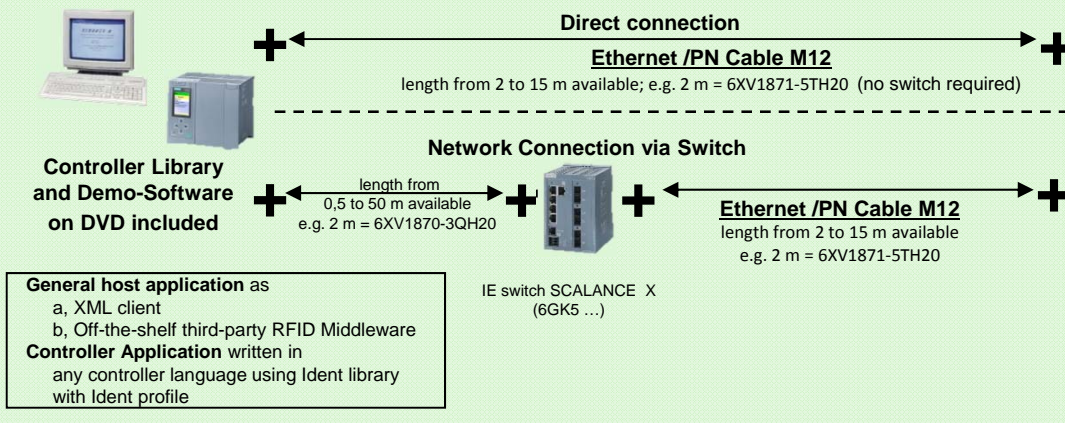 Direct connection
Ethernet /PN Cable M12
length from 2 to 15 m available; e.g. 2 m = 6XV1871-5TH20 (no switch required)
Network Connection via Switch
Controller Library
and Demo-Software
on DVD included
length from
0,5 to 50 m available
e.g. 2 m = 6XV1870-3QH20
Ethernet /PN Cable M12
length from 2 to 15 m available
e.g. 2 m = 6XV1871-5TH20
IE switch SCALANCE X
(6GK5 …)
General host application as
a, XML client
b, Off-the-shelf third-party RFID Middleware
Controller Application written in
any controller language using Ident library
with Ident profile